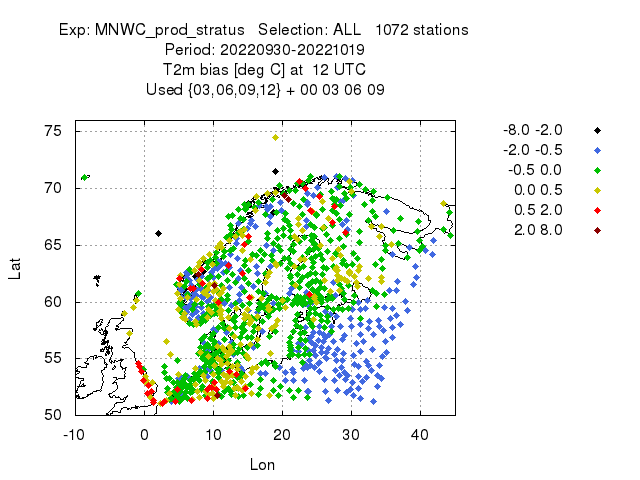 Exp: MNWC_prod_stratus   Selection: ALL   1072 stations
Period: 20220930-20221019
T2m bias [deg C] at  12 UTC
Used {03,06,09,12} + 00 03 06 09
-8.0 -2.0
-2.0 -0.5
-0.5 0.0
0.0 0.5
0.5 2.0
2.0 8.0
75
70
65
60
55
50
Lat
-10 0 10 20 30 40
Lon